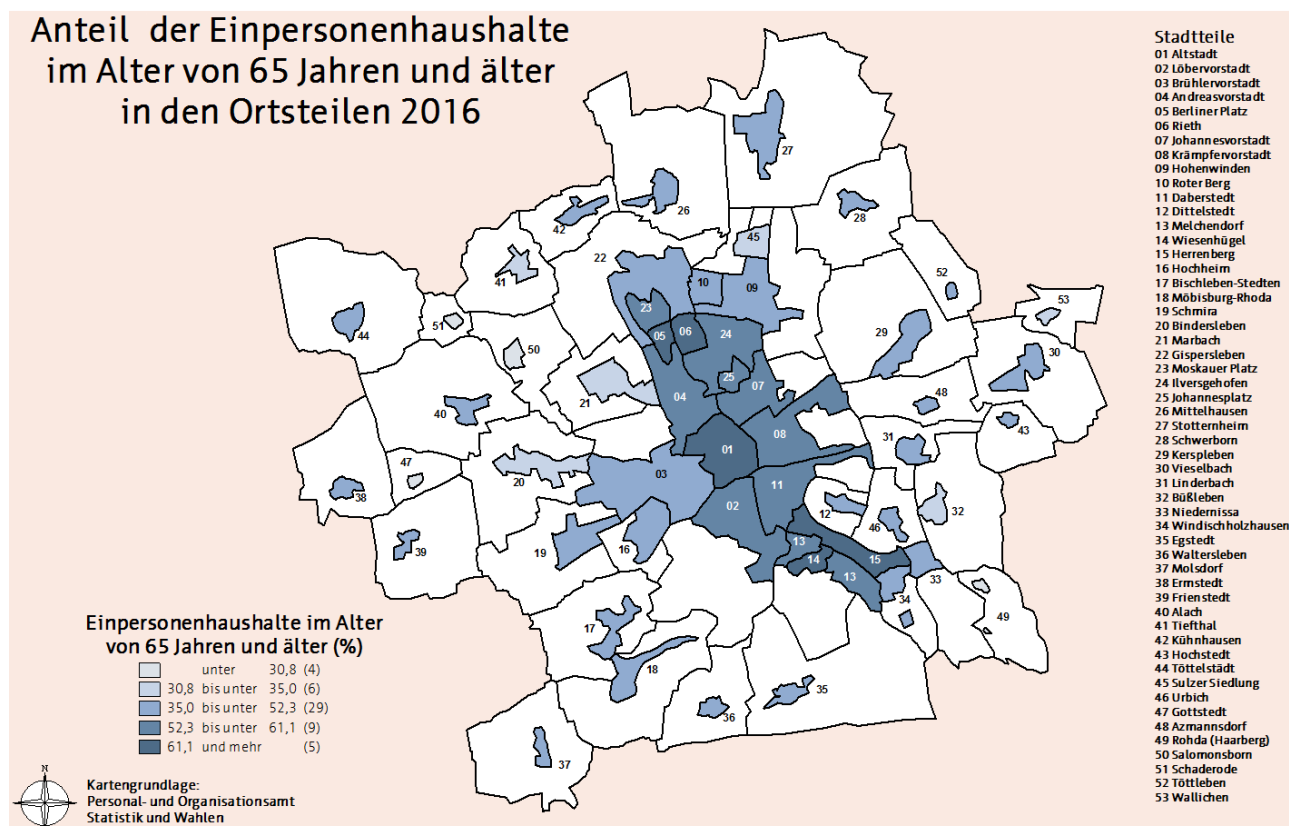 Anteil der Einpersonenhaushalte
im Alter von 65 Jahren und älter
in den Ortsteilen 2016
Stadtteile
01 Altstadt
02 Löbervorstadt
03 Brühlervorstadt
04 Andreasvorstadt
05 Berliner Platz
06 Rieth
07 Johannesvorstadt
08 Krämpfervorstadt
09 Hohenwinden
10 Roter Berg
11 Daberstedt
12 Dittelstedt
13 Melchendorf
14 Wiesenhügel
15 Herrenberg
16 Hochheim
17 Bischleben-Stedten
18 Möbisburg-Rhoda
19 Schmira
20 Bindersleben
21 Marbach
22 Gispersleben
23 Moskauer Platz
24 Ilversgehofen
25 Johannesplatz
26 Mittelhausen
27 Stotternheim
28 Schwerborn
29 Kerspleben
30 Vieselbach
31 Linderbach
32 Büßleben
33 Niedernissa
34 Windischholzhausen
35 Egstedt
36 Waltersleben
37 Molsdorf
38 Ermstedt
39 Frienstedt
40 Alach
41 Tiefthal
42 Kühnhausen
43 Hochstedt
44 Töttelstädt
45 Sulzer Siedlung
46 Urbich
47 Gottstedt
48 Azmannsdorf
49 Rohda (Haarberg)
50 Salomonsborn
51 Schaderode
52 Töttleben
53 Wallichen
27
26
28
42
45
22
41
52
10
09
53
23
44
51
05
06
24
29
50
30
25
07
21
04
48
40
43
08
31
01
47
03
20
38
11
02
12
32
46
13
39
19
16
14
15
13
33
34
49
17
18
35
36
37
Einpersonenhaushalte im Alter
von 65 Jahren und älter (%)
unter 30,8 (4)
30,8 bis unter 35,0 (6)
35,0 bis unter 52,3 (29)
52,3 bis unter 61,1 (9)
61,1 und mehr (5)
N
Kartengrundlage:
Personal- und Organisationsamt
Statistik und Wahlen